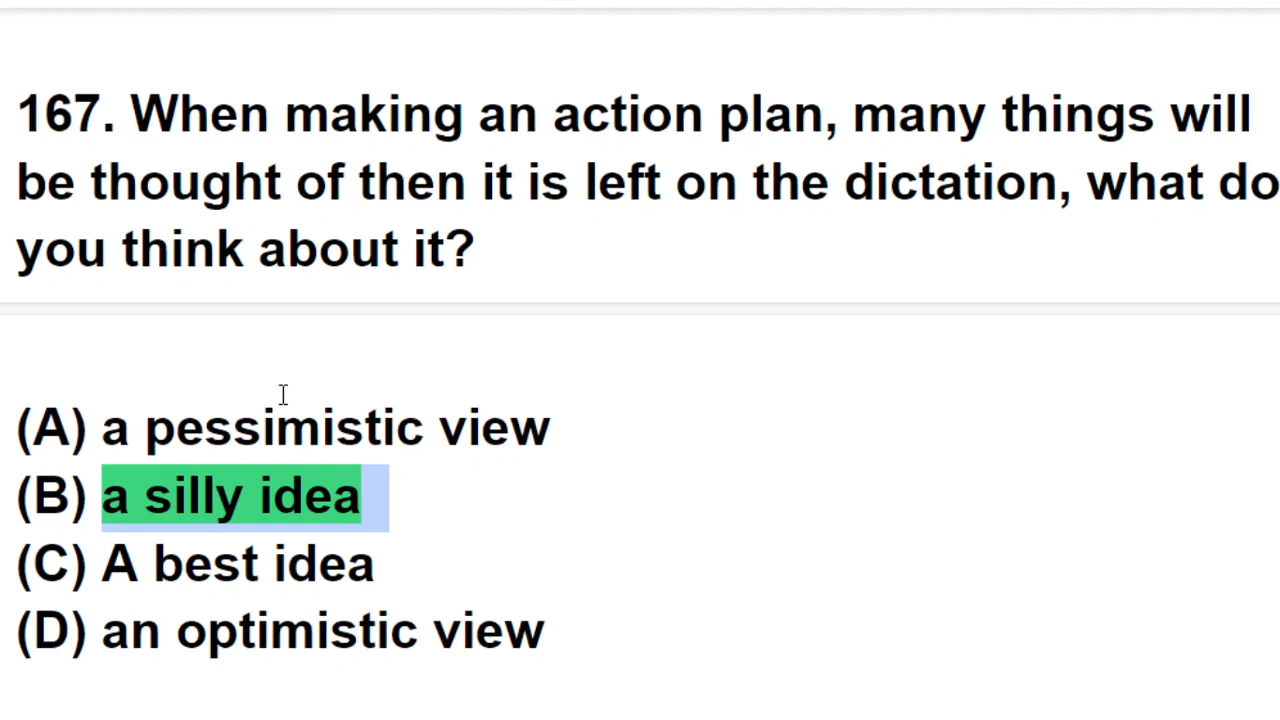 167. When making an action plan, many things will
be thought of then it is left on the dictation, what do
you think about it?
(A) a pessimistic view
(B) a silly idea
(C) A best idea
(D) an optimistic view